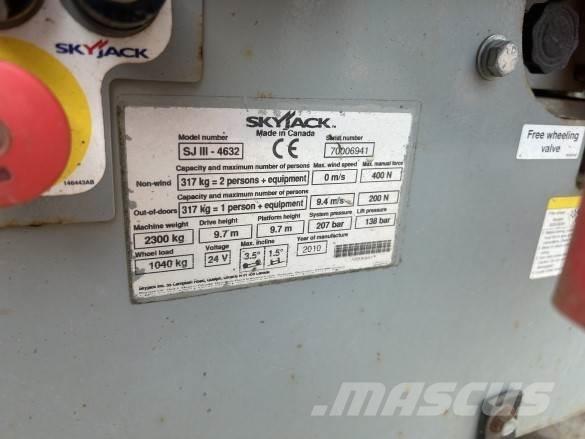 SKYJACK
146443AB
SKYJACK™
Made in Canada
Model number
Serial number
SJ III - 4632
CE
70006941
Capacity and maximum number of persons
Max. wind speed
Max. manual force
Non-wind
317 kg = 2 persons + equipment
0 m/s
400 N
Capacity and maximum number of persons
Out-of-doors
317 kg = 1 person + equipment
9.4 m/s
200 N
Machine weight
Drive height
Platform height
System pressure
Lift pressure
2300 kg
9.7 m
9.7 m
207 bar
138 bar
Wheel load
Voltage
Max. incline
Year of manufacture
1040 kg
24 V
3.5°
1.5°
2010
Free wheeling
valve
MASCUS